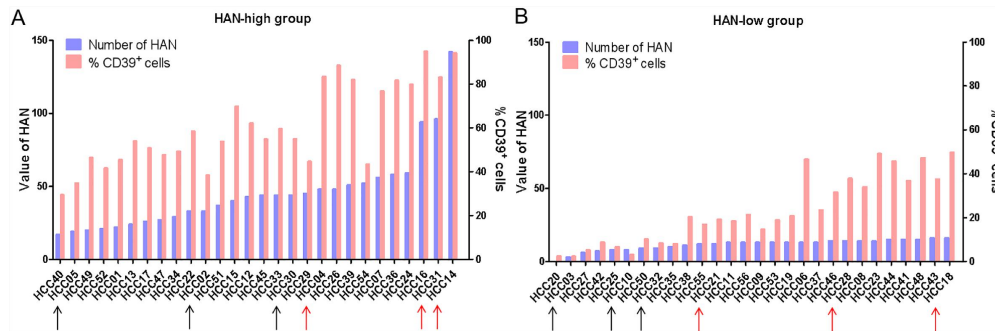 A
HAN-high group
Number of HAN
% CD39⁺ cells
Value of HAN
150
100
50
0
100
80
60
40
20
0
% CD39⁺ cells
HCC40
HCC05
HCC49
HCC52
HCC01
HCC13
HCC17
HCC47
HCC34
HCC22
HCC02
HCC51
HCC15
HCC12
HCC45
HCC33
HCC30
HCC29
HCC04
HCC26
HCC39
HCC54
HCC07
HCC36
HCC24
HCC16
HCC31
HCC14
B
HAN-low group
Number of HAN
% CD39⁺ cells
Value of HAN
150
100
50
0
100
80
60
40
20
0
cells
HCC20
HCC03
HCC27
HCC42
HCC25
HCC10
HCC50
HCC32
HCC35
HCC38
HCC55
HCC21
HCC11
HCC56
HCC09
HCC53
HCC19
HCC06
HCC37
HCC46
HCC28
HCC08
HCC23
HCC44
HCC41
HCC48
HCC43
HCC18